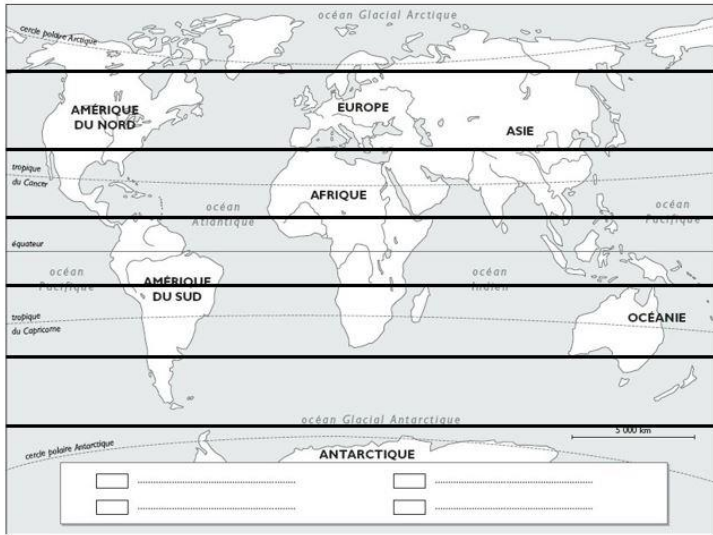 océan Glacial Arctique
cercle polaire Arctique
AMÉRIQUE
DU NORD
EUROPE
ASIE
tropique
du Cancer
AFRIQUE
océan
Atlantique
océan
Pacifique
équateur
océan
Pacifique
AMÉRIQUE
DU SUD
océan
Indien
tropique
du Capricorne
OCÉANIE
océan Glacial Antarctique
5 000 km
cercle polaire Antarctique
ANTARCTIQUE